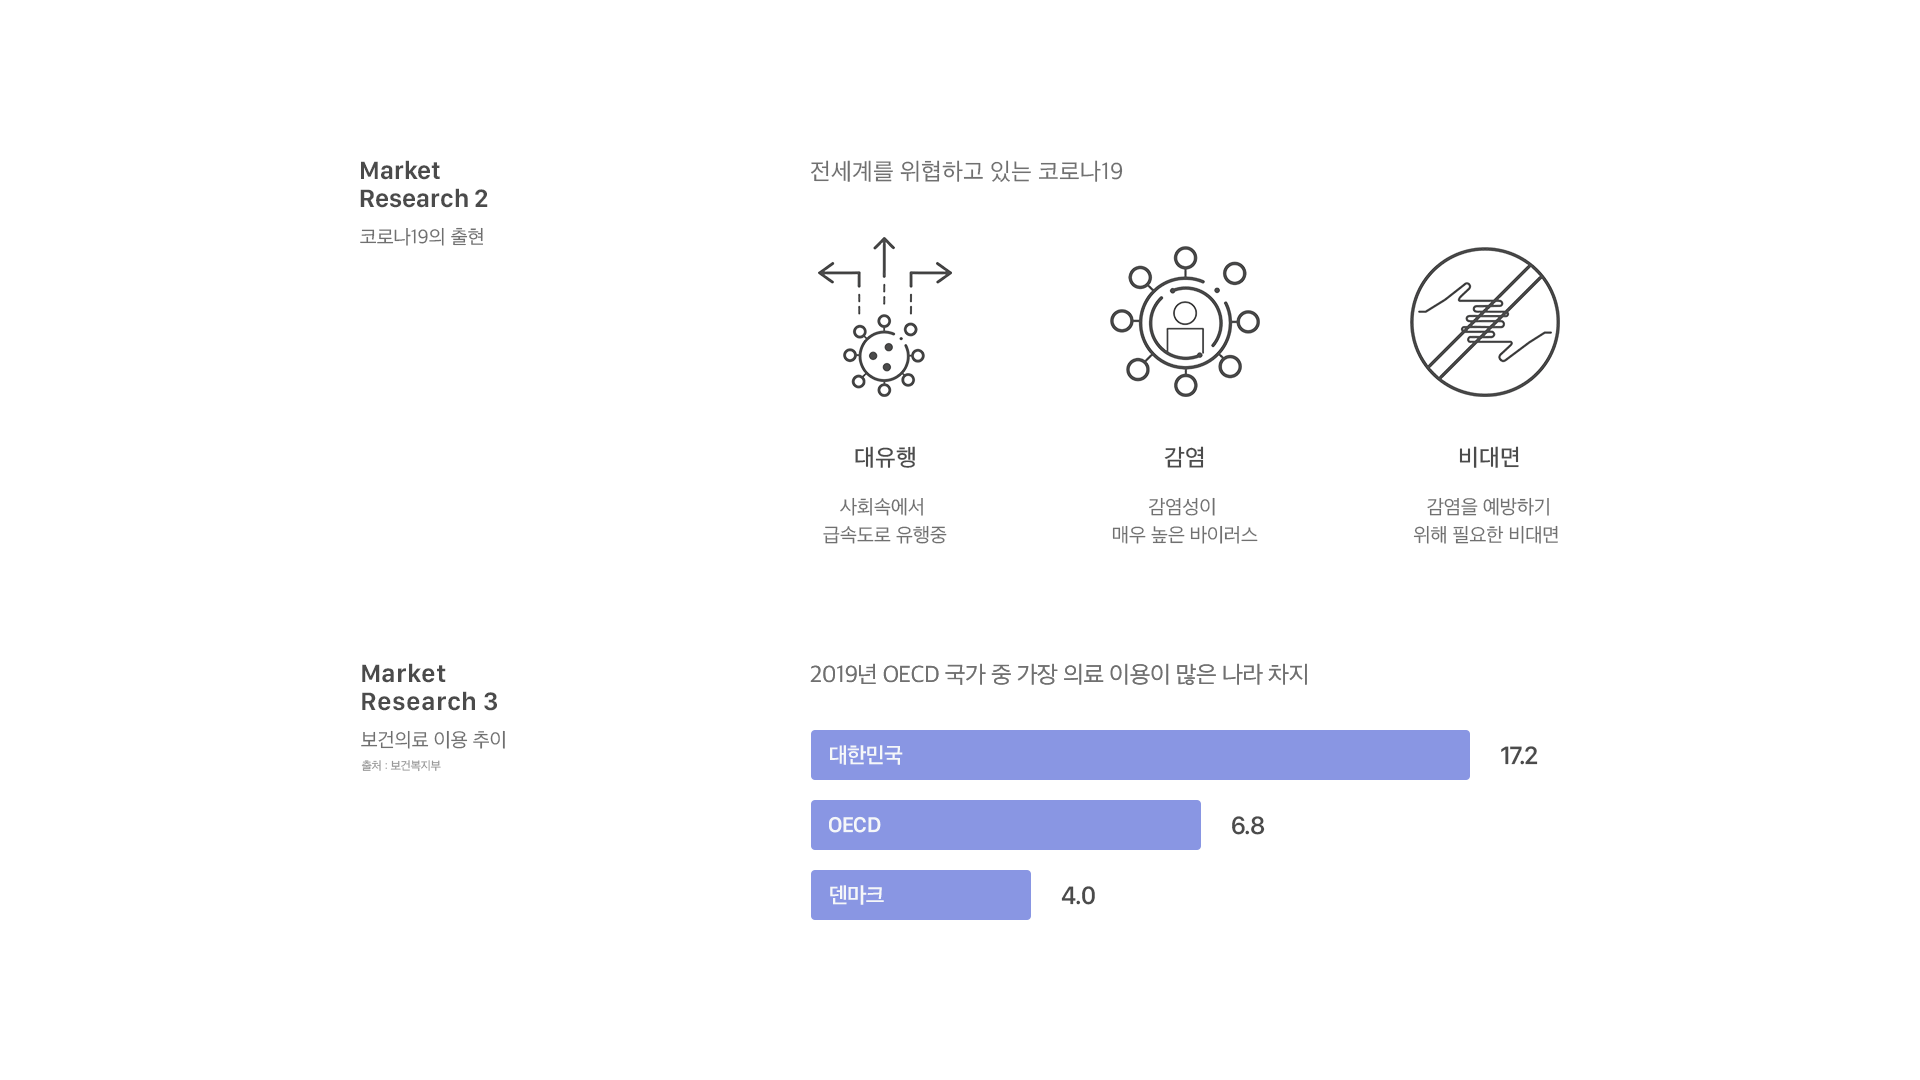 Market
Research 2
코로나19의 출현
전세계를 위협하고 있는 코로나19
대유행
사회속에서
급속도로 유행중
감염
감염성이
매우 높은 바이러스
비대면
감염을 예방하기
위해 필요한 비대면
Market
Research 3
보건의료 이용 추이
출처 : 보건복지부
2019년 OECD 국가 중 가장 의료 이용이 많은 나라 차지
대한민국 17.2
OECD 6.8
덴마크 4.0